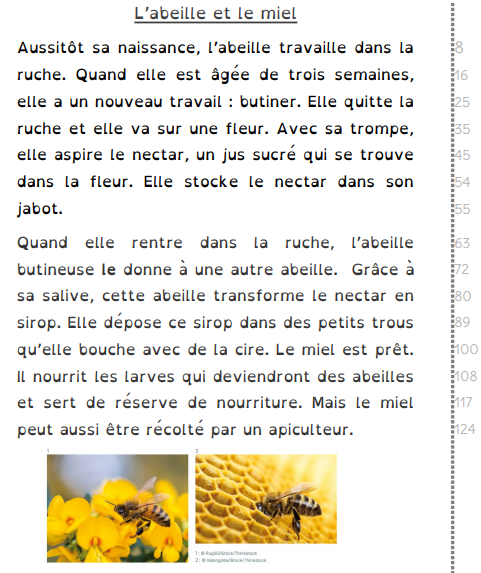 L'abeille et le miel
Aussitôt sa naissance, l'abeille travaille dans la 8
ruche. Quand elle est âgée de trois semaines, 16
elle a un nouveau travail : butiner. Elle quitte la 25
ruche et elle va sur une fleur. Avec sa trompe, 35
elle aspire le nectar, un jus sucré qui se trouve 45
dans la fleur. Elle stocke le nectar dans son 54
jabot. 55
Quand elle rentre dans la ruche, l'abeille 63
butineuse le donne à une autre abeille. Grâce à 72
sa salive, cette abeille transforme le nectar en 80
sirop. Elle dépose ce sirop dans des petits trous 89
qu'elle bouche avec de la cire. Le miel est prêt. 100
Il nourrit les larves qui deviendront des abeilles 108
et sert de réserve de nourriture. Mais le miel 117
peut aussi être récolté par un apiculteur. 124
1 2